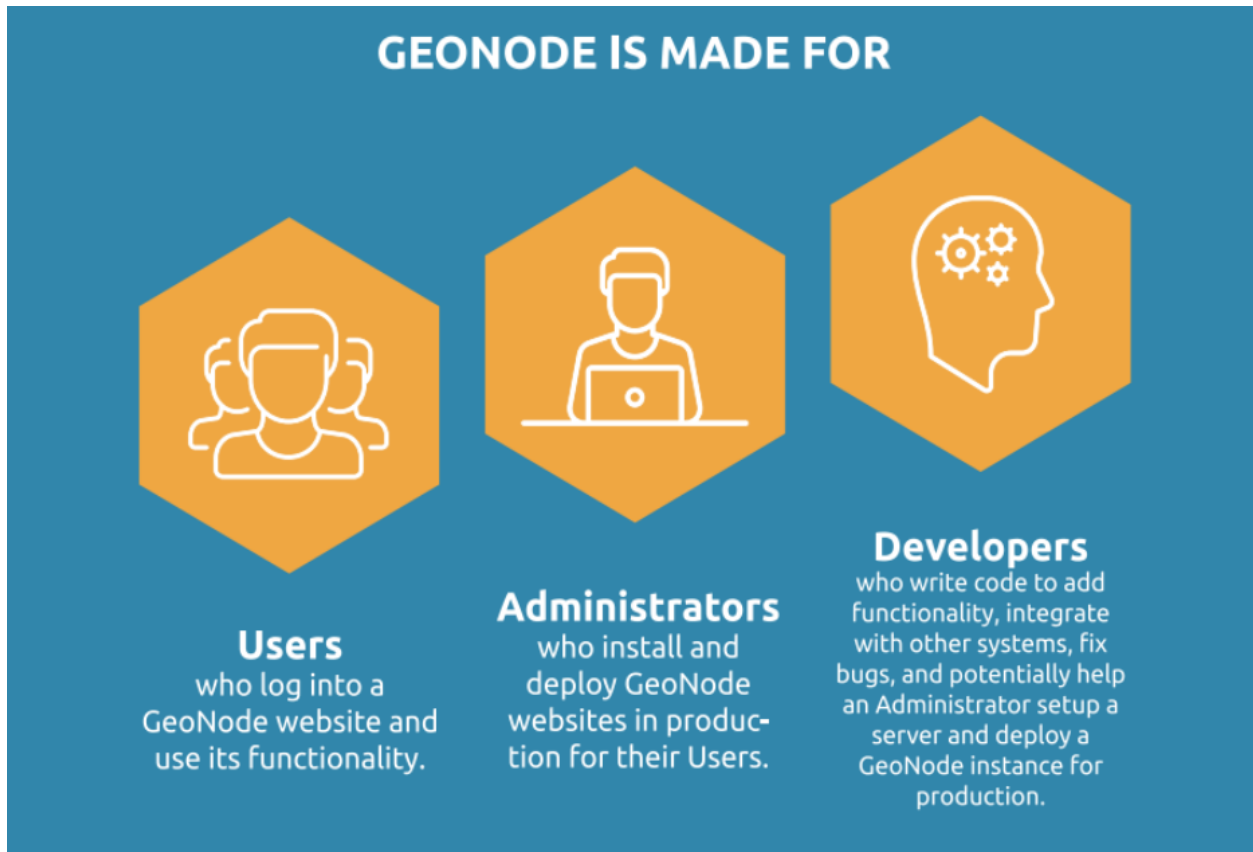 GEONODE IS MADE FOR
Users
who log into a
GeoNode website and
use its functionality.
Administrators
who install and
deploy GeoNode
websites in produc-
tion for their Users.
Developers
who write code to add
functionality, integrate
with other systems, fix
bugs, and potentially help
an Administrator setup a
server and deploy a
GeoNode instance for
production.